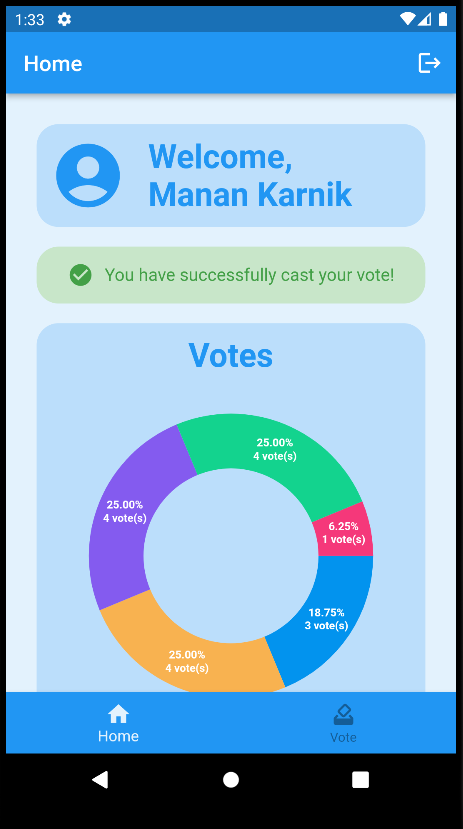 1:33
Home
Welcome,
Manan Karnik
You have successfully cast your vote!
Votes
25.00%
4 vote(s)
6.25%
1 vote(s)
25.00%
4 vote(s)
18.75%
3 vote(s)
25.00%
4 vote(s)
Home
Vote